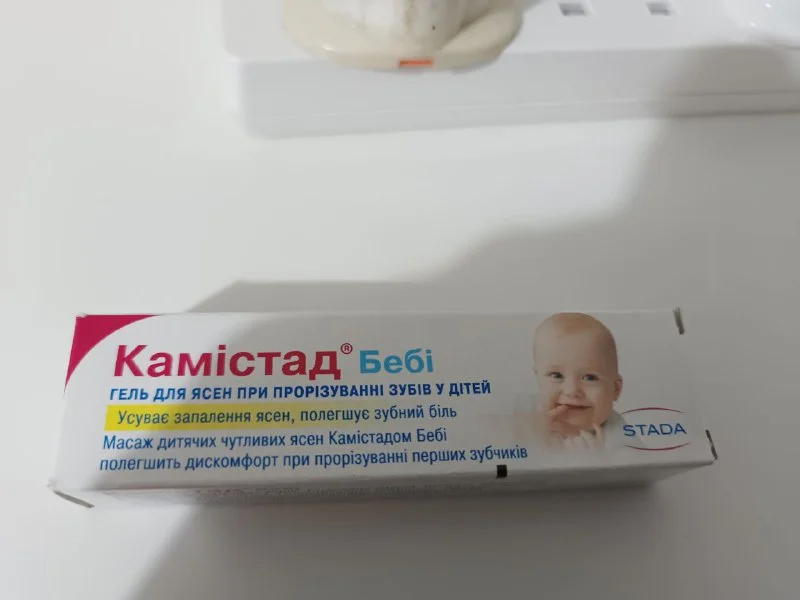 Камістад® Бебі
ГЕЛЬ ДЛЯ ЯСЕН ПРИ ПРОРІЗУВАННІ ЗУБІВ У ДІТЕЙ
Усуває запалення ясен, полегшує зубний біль
Масаж дитячих чутливих ясен Камістадом Бебі
полегшить дискомфорт при прорізуванні перших зубчиків
STADA